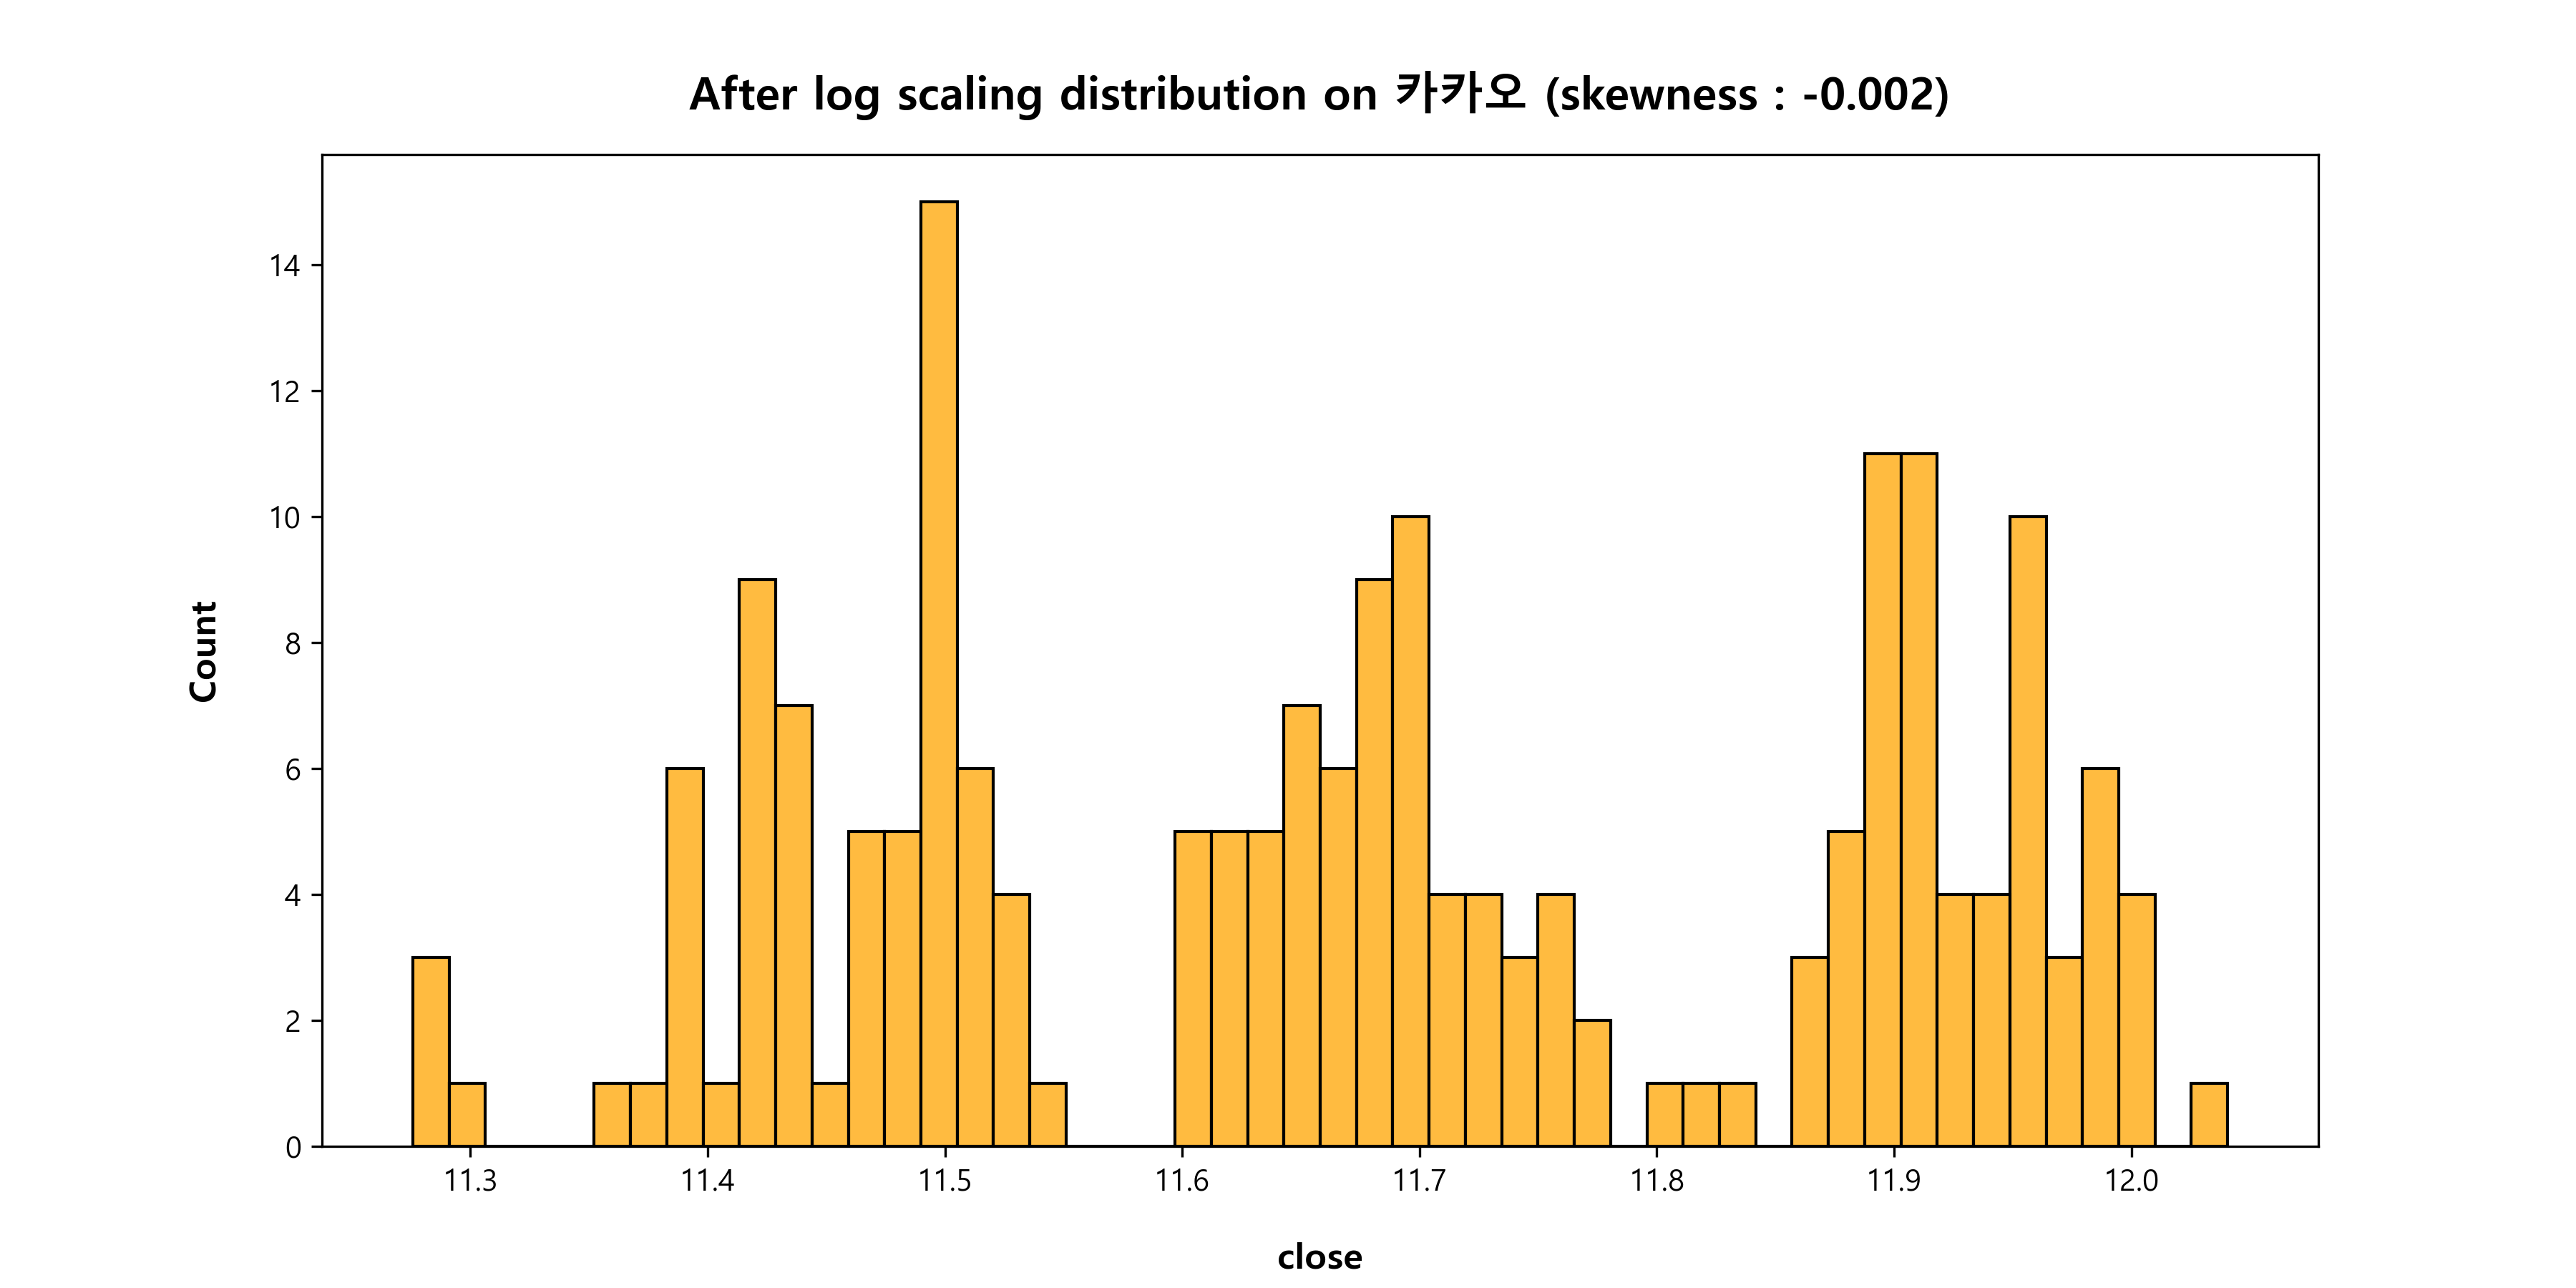 After log scaling distribution on 카카오 (skewness : -0.002)
14
12
10
8
6
4
2
0
Count
11.3 11.4 11.5 11.6 11.7 11.8 11.9 12.0
close